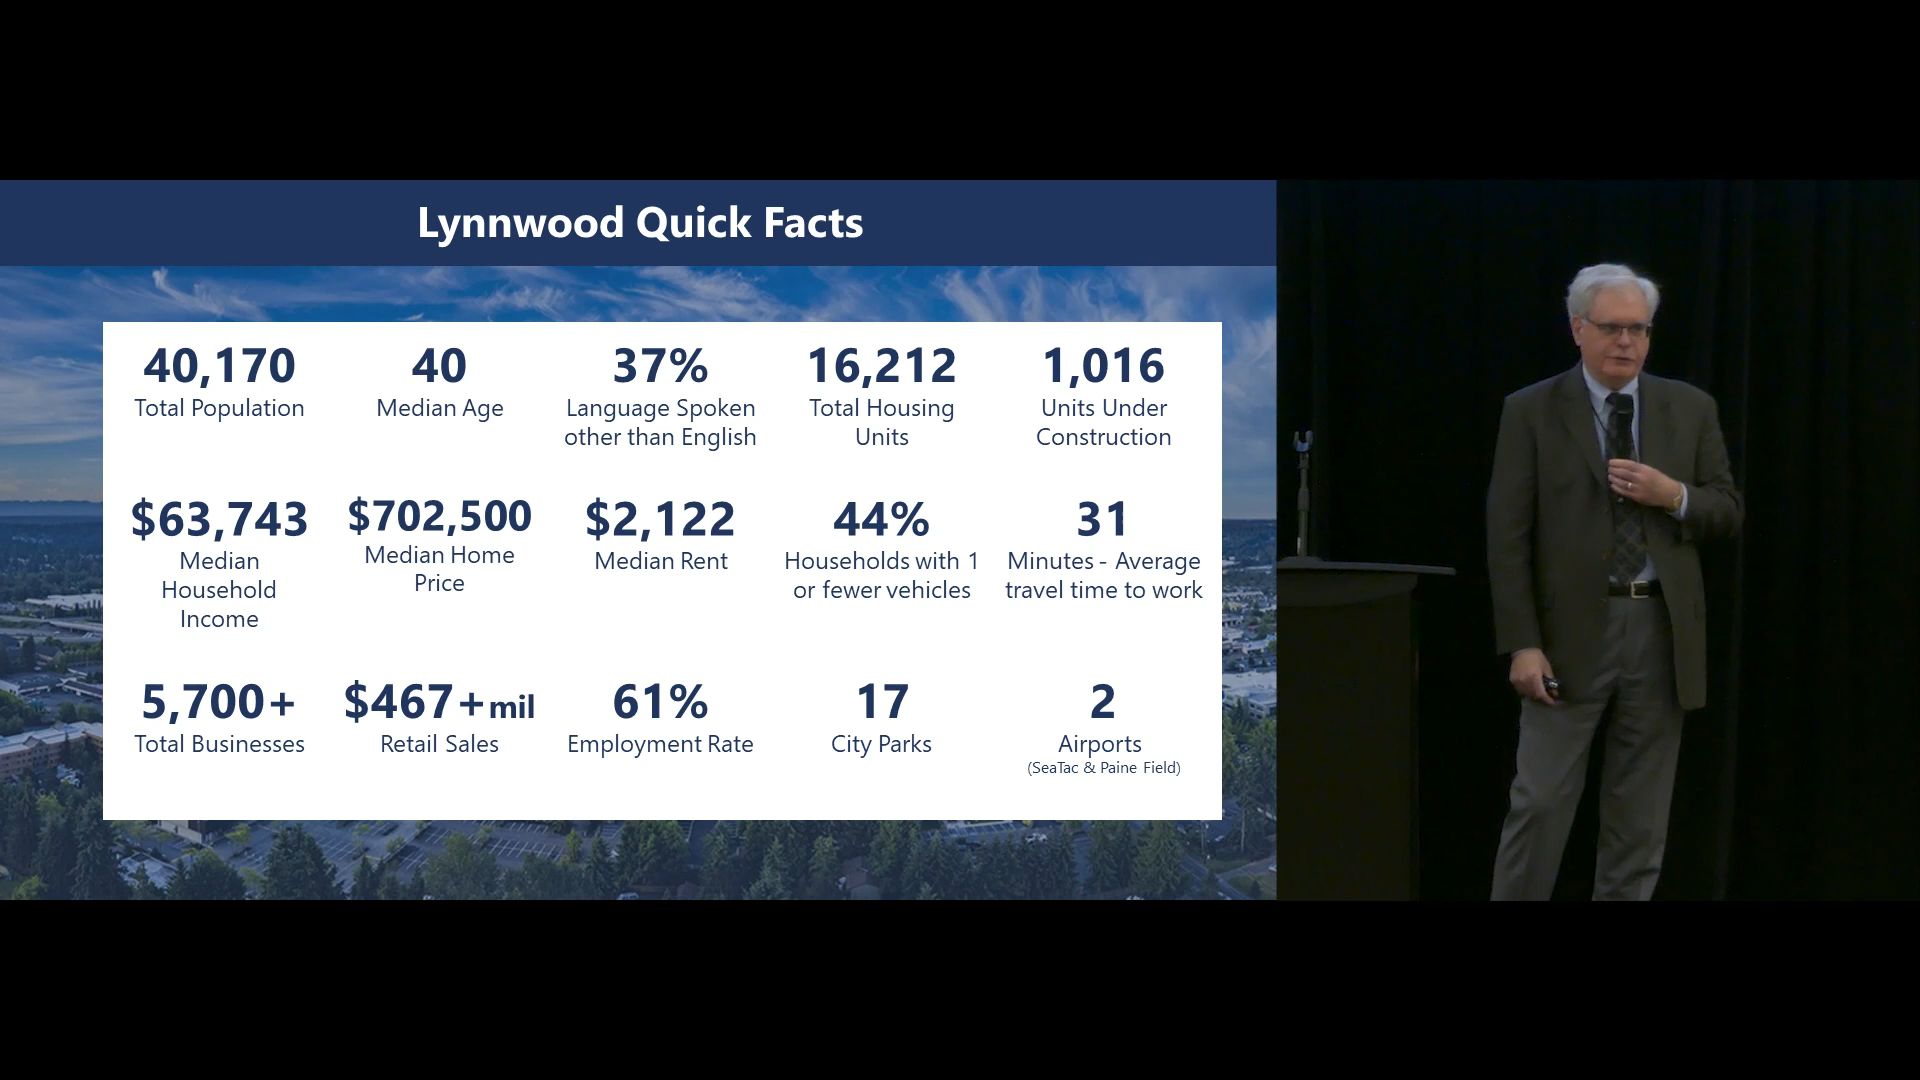 Lynnwood Quick Facts
40,170
Total Population
40
Median Age
37%
Language Spoken
other than English
16,212
Total Housing
Units
1,016
Units Under
Construction
$63,743
Median
Household
Income
$702,500
Median Home
Price
$2,122
Median Rent
44%
Households with 1
or fewer vehicles
31
Minutes - Average
travel time to work
5,700+
Total Businesses
$467+mil
Retail Sales
61%
Employment Rate
17
City Parks
2
Airports
(SeaTac & Paine Field)